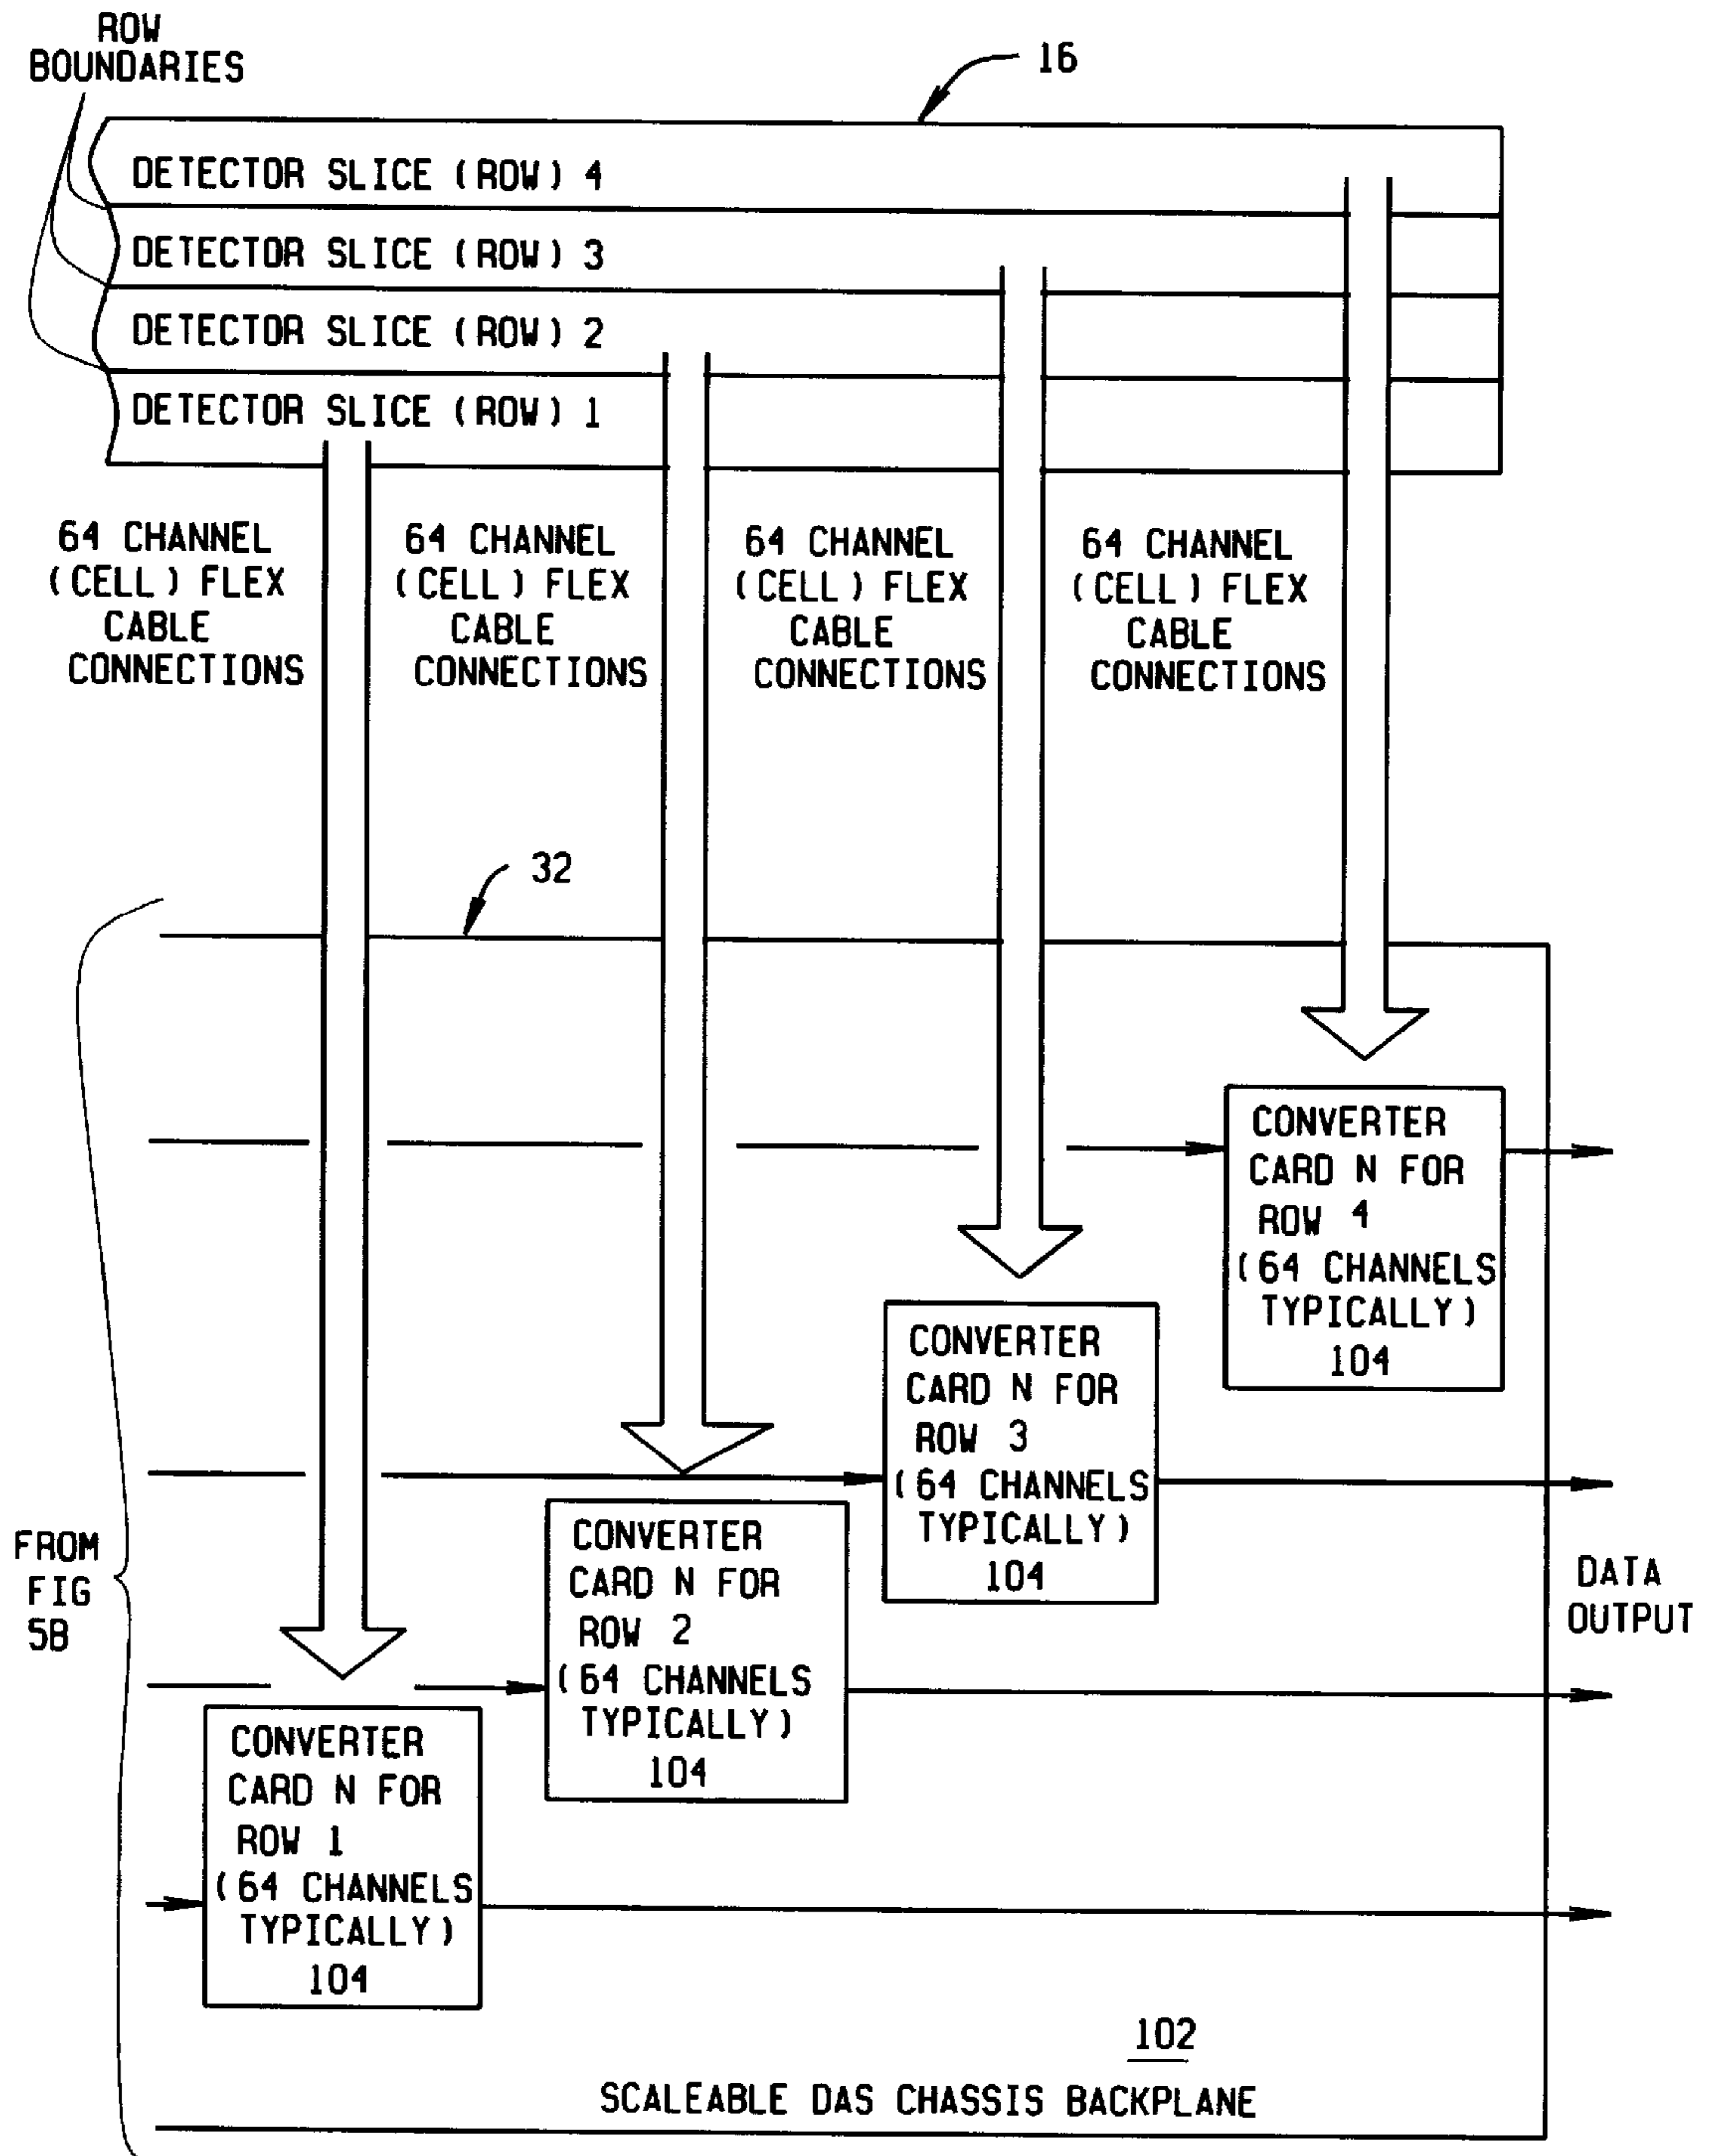 ROW
BOUNDARIES
16
DETECTOR SLICE (ROW) 4
DETECTOR SLICE (ROW) 3
DETECTOR SLICE (ROW) 2
DETECTOR SLICE (ROW) 1
64 CHANNEL
(CELL) FLEX
CABLE
CONNECTIONS
64 CHANNEL
(CELL) FLEX
CABLE
CONNECTIONS
64 CHANNEL
(CELL) FLEX
CABLE
CONNECTIONS
64 CHANNEL
(CELL) FLEX
CABLE
CONNECTIONS
32
CONVERTER
CARD N FOR
ROW 4
(64 CHANNELS
TYPICALLY)
104
CONVERTER
CARD N FOR
ROW 3
(64 CHANNELS
TYPICALLY)
104
CONVERTER
CARD N FOR
ROW 2
(64 CHANNELS
TYPICALLY)
104
CONVERTER
CARD N FOR
ROW 1
(64 CHANNELS
TYPICALLY)
104
FROM
FIG
5B
DATA
OUTPUT
102
SCALEABLE DAS CHASSIS BACKPLANE